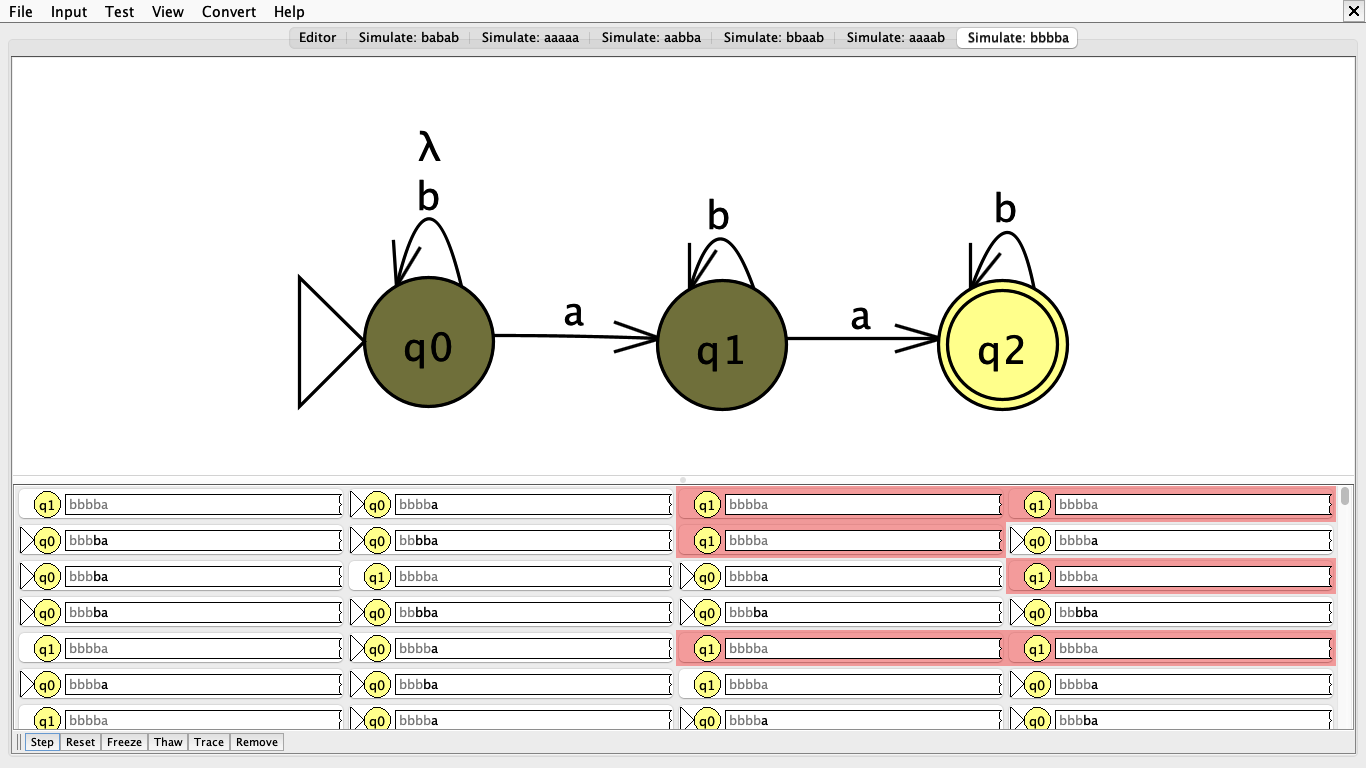 File Input Test View Convert Help
Editor Simulate: babab Simulate: aaaaa Simulate: aabba Simulate: bbaab Simulate: aaaab Simulate: bbbba
λ
b b b
a a
q0 q1 q2
q1 bbbba q0 bbbba q1 bbbba q1 bbbba
q0 bbbba q0 bbbba q1 bbbba q0 bbbba
q0 bbbba q1 bbbba q0 bbbba q1 bbbba
q0 bbbba q0 bbbba q0 bbbba q0 bbbba
q1 bbbba q0 bbbba q1 bbbba q1 bbbba
q0 bbbba q0 bbbba q1 bbbba q0 bbbba
q1 bbbba q0 bbbba q0 bbbba q0 bbbba
Step Reset Freeze Thaw Trace Remove